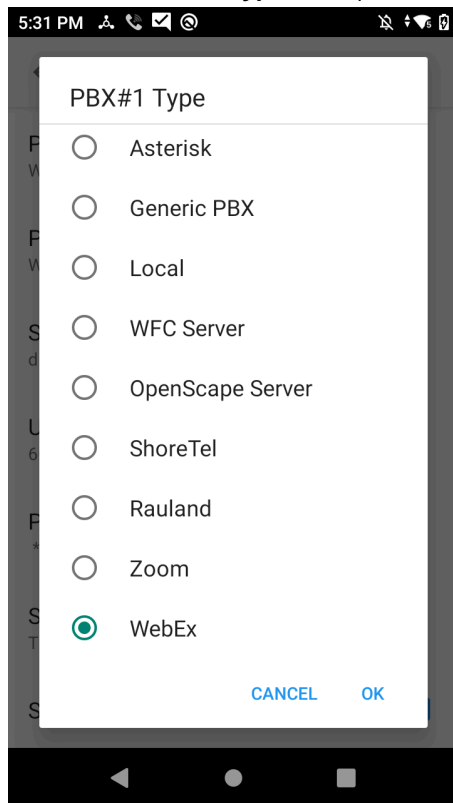 5:31 PM
PBX#1 Type
Asterisk
Generic PBX
Local
WFC Server
OpenScape Server
ShoreTel
Rauland
Zoom
WebEx
CANCEL OK